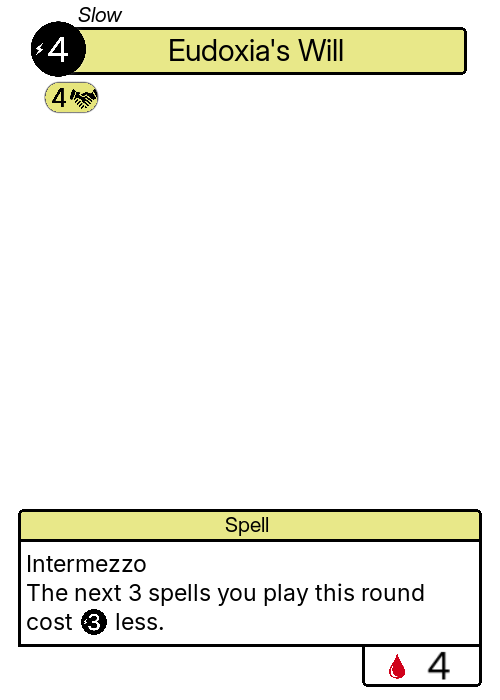 Slow
4 Eudoxia's Will
4
Spell
Intermezzo
The next 3 spells you play this round
cost 3 less.
4